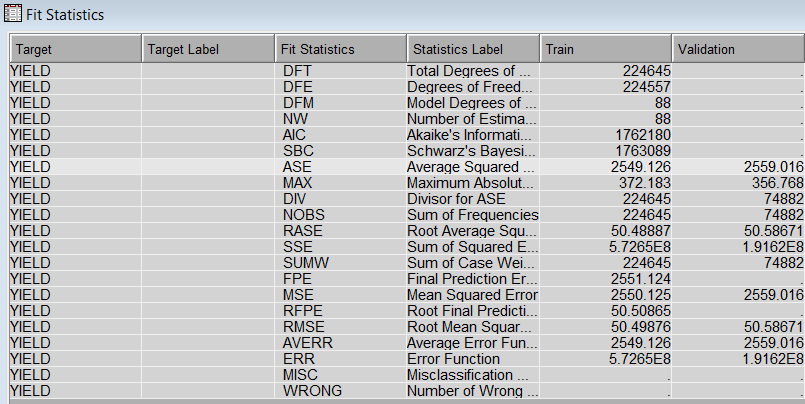 Fit Statistics
Target Target Label Fit Statistics Statistics Label Train Validation
YIELD DFT Total Degrees of ... 224645 .
YIELD DFE Degrees of Freed... 224557 .
YIELD DFM Model Degrees of ... 88 .
YIELD NW Number of Estima... 88 .
YIELD AIC Akaike's Informati... 1762180 .
YIELD SBC Schwarz's Bayesi... 1763089 .
YIELD ASE Average Squared ... 2549.126 2559.016
YIELD MAX Maximum Absolut... 372.183 356.768
YIELD DIV Divisor for ASE 224645 74882
YIELD NOBS Sum of Frequencies 224645 74882
YIELD RASE Root Average Squ... 50.48887 50.58671
YIELD SSE Sum of Squared E... 5.7265E8 1.9162E8
YIELD SUMW Sum of Case Wei... 224645 74882
YIELD FPE Final Prediction Er... 2551.124 .
YIELD MSE Mean Squared Error 2550.125 2559.016
YIELD RFPE Root Final Predicti... 50.50865 .
YIELD RMSE Root Mean Squar... 50.49876 50.58671
YIELD AVERR Average Error Fun... 2549.126 2559.016
YIELD ERR Error Function 5.7265E8 1.9162E8
YIELD MISC Misclassification ... . .
YIELD WRONG Number of Wrong ... . .